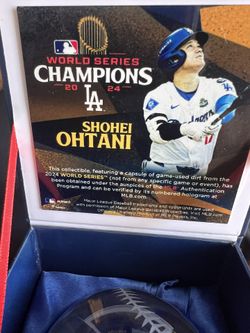 WORLD SERIES
CHAMPIONS
20 24
LA
SHOHEI
OHTANI
This collectible, featuring a capsule of game-used dirt from the
2024 WORLD SERIES™ (not from any specific game or event), has
been obtained under the auspices of the MLB Authentication
Program and can be verified by its numbered hologram at
MLB.com.
Major League Baseball trademarks and copyrights are used
with permission of Major League Baseball Visit MLB.com
Players, Inc.